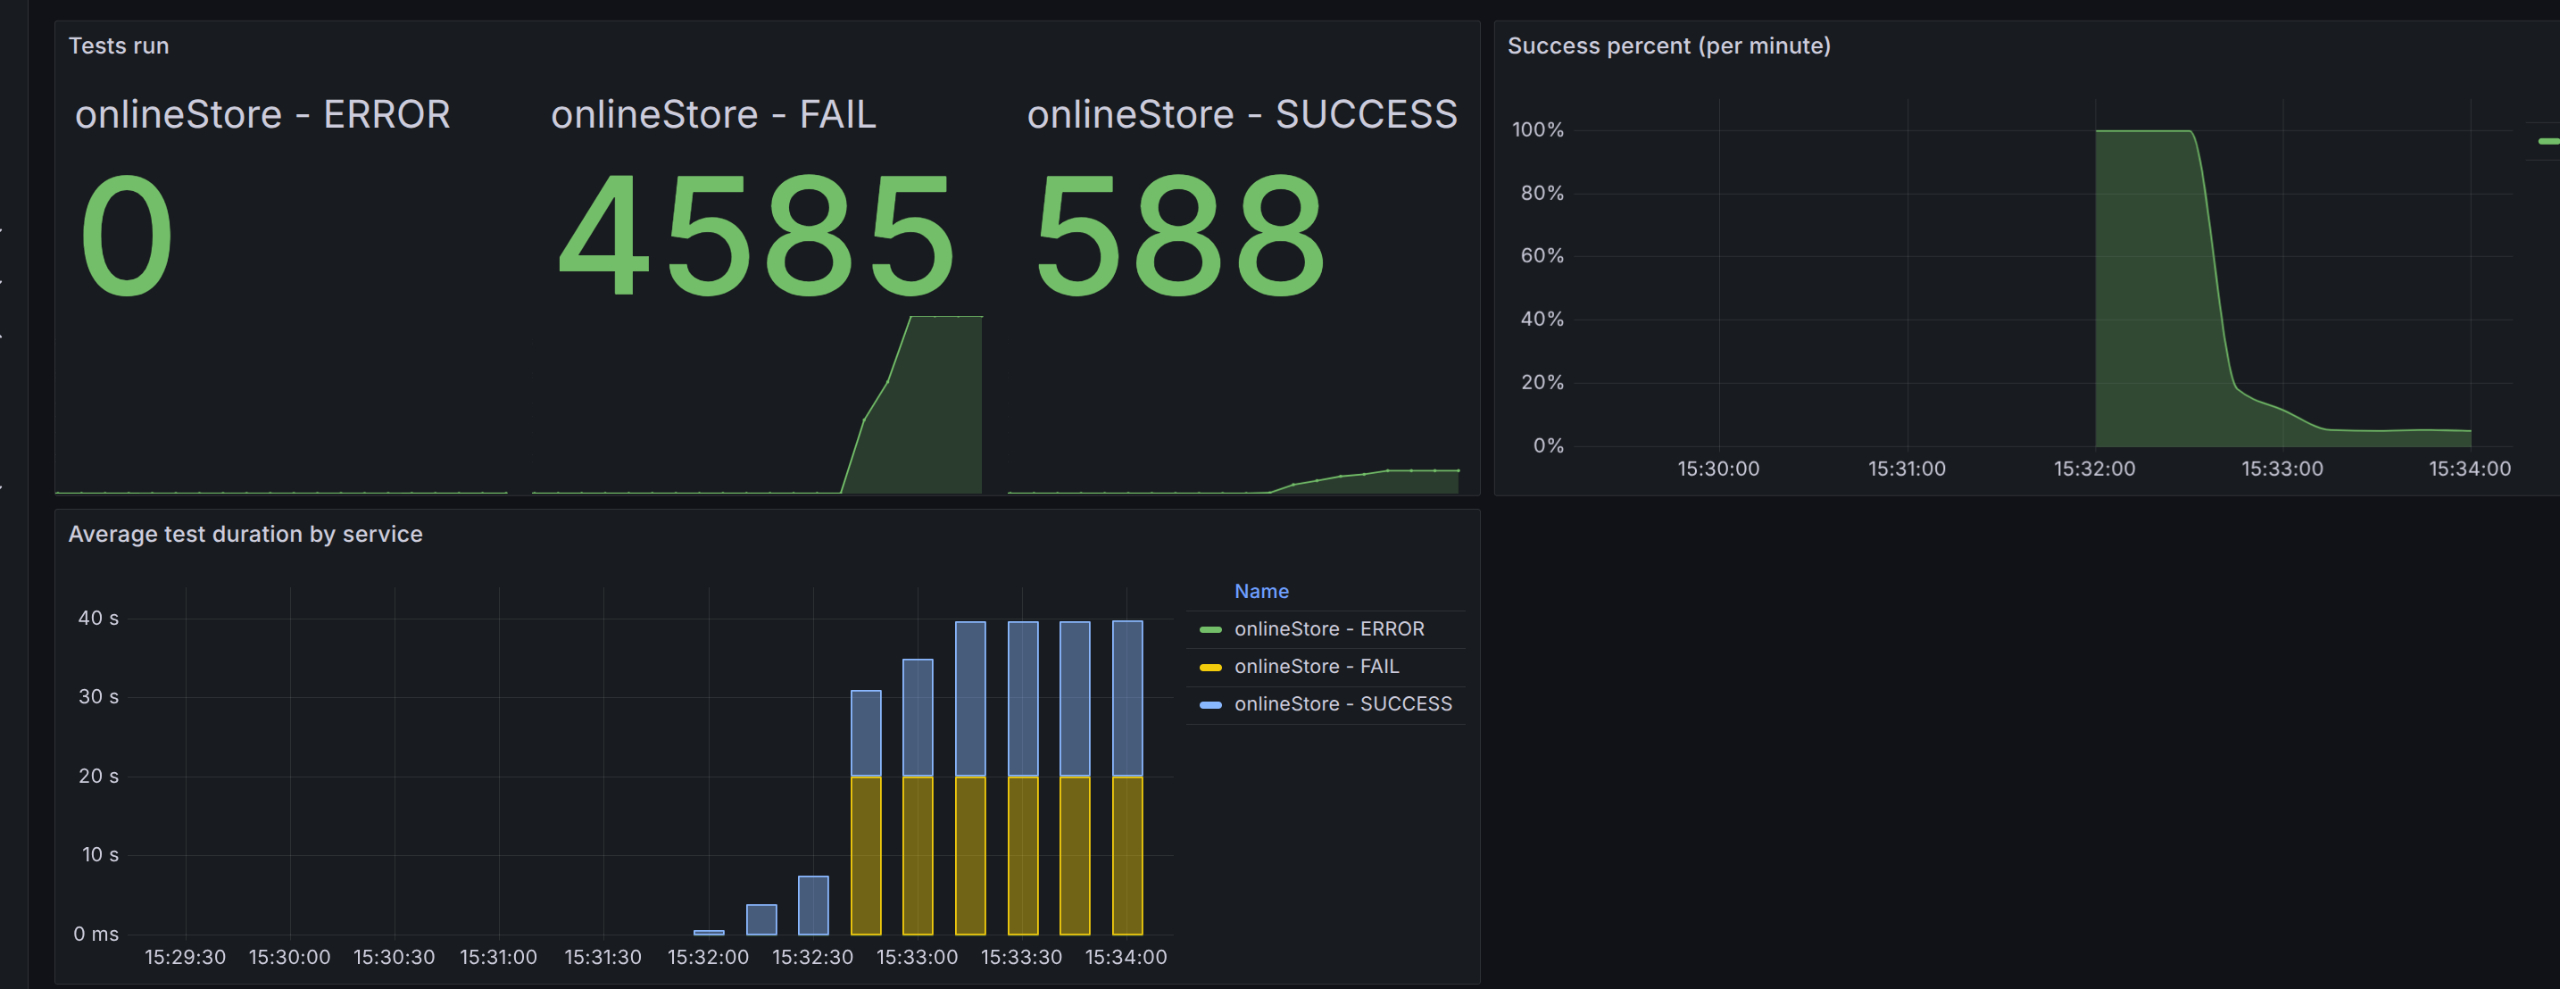 Tests run
onlineStore - ERROR
0
onlineStore - FAIL
4585
onlineStore - SUCCESS
588
Success percent (per minute)
100%
80%
60%
40%
20%
0%
15:30:00 15:31:00 15:32:00 15:33:00 15:34:00
Average test duration by service
40 s
30 s
20 s
10 s
0 ms
15:29:30 15:30:00 15:30:30 15:31:00 15:31:30 15:32:00 15:32:30 15:33:00 15:33:30 15:34:00
Name
onlineStore - ERROR
onlineStore - FAIL
onlineStore - SUCCESS